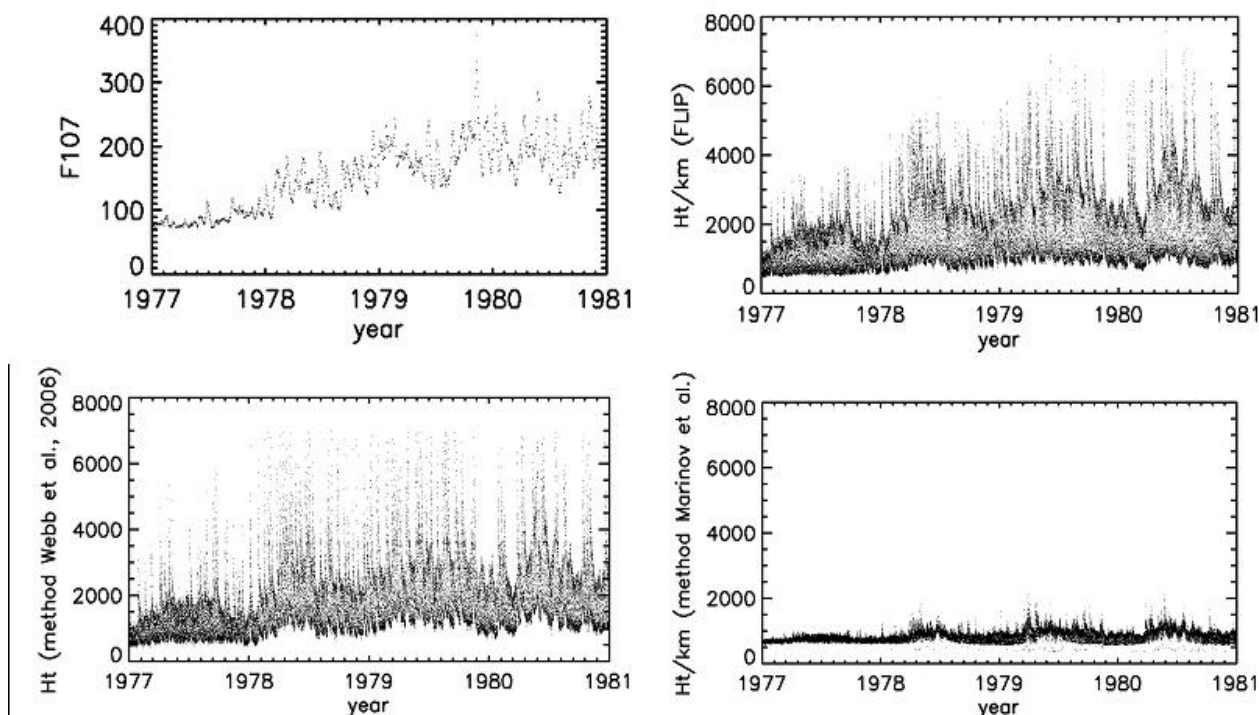 400
300
200
100
0
F107
1977 1978 1979 1980 1981
year
8000
6000
4000
2000
0
Ht/km (FLIP)
1977 1978 1979 1980 1981
year
8000
6000
4000
2000
0
Ht (method Webb et al., 2006)
1977 1978 1979 1980 1981
year
8000
6000
4000
2000
0
Ht/km (method Marinov et al.)
1977 1978 1979 1980 1981
year